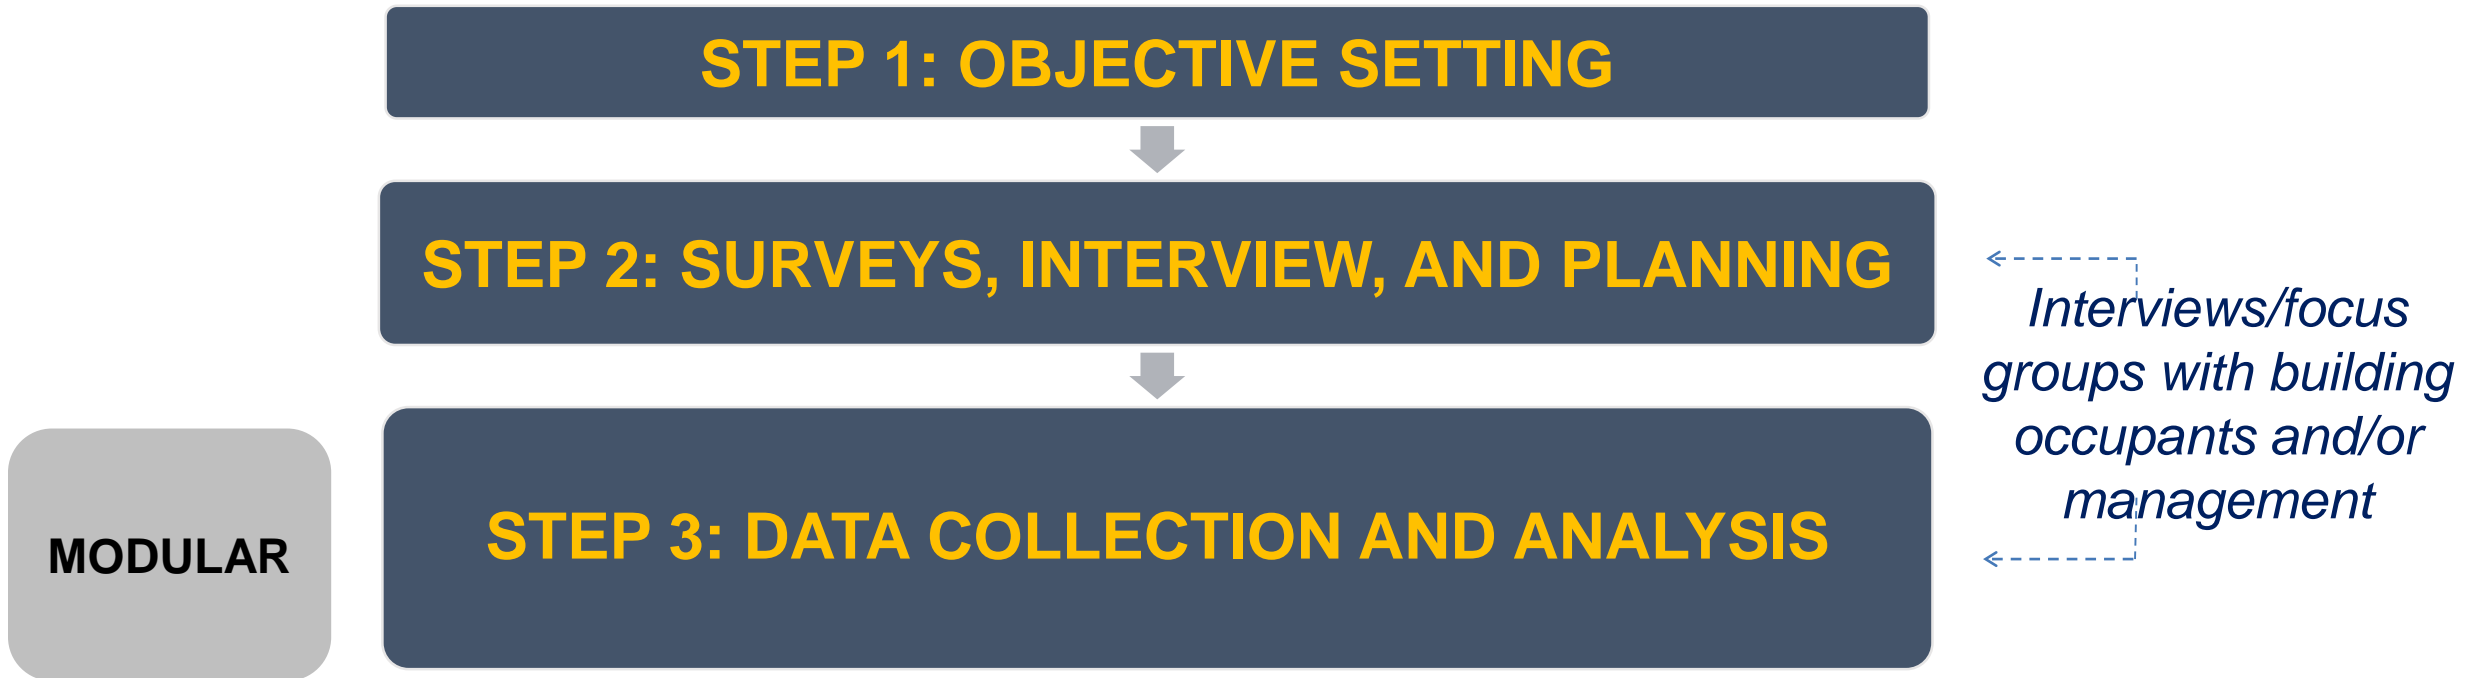 STEP 1: OBJECTIVE SETTING
STEP 2: SURVEYS, INTERVIEW, AND PLANNING
Interviews/focus
groups with building
occupants and/or
management
MODULAR
STEP 3: DATA COLLECTION AND ANALYSIS